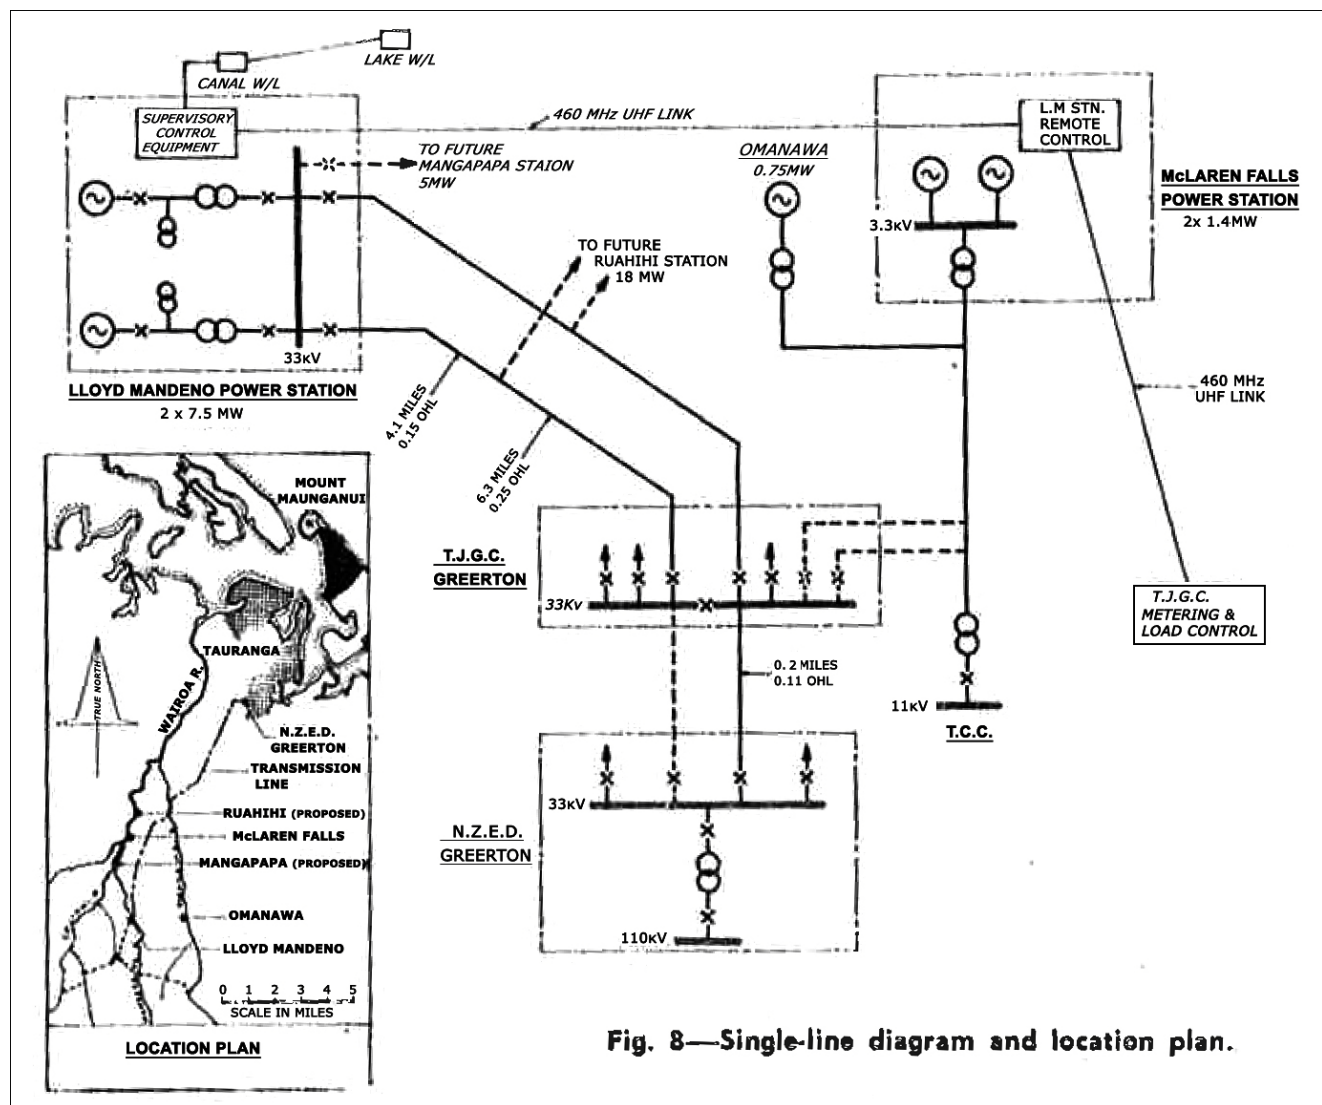 LAKE W/L
CANAL W/L
SUPERVISORY
CONTROL
EQUIPMENT
460 MHz UHF LINK
L.M STN.
REMOTE
CONTROL
TO FUTURE
MANGAPAPA STAION
5MW
OMANAWA
0.75MW
McLAREN FALLS
POWER STATION
2x 1.4MW
3.3KV
TO FUTURE
RUAHIHI STATION
18 MW
33KV
LLOYD MANDENO POWER STATION
2 x 7.5 MW
4.1 MILES
0.15 OHL
6.3 MILES
0.25 OHL
460 MHz
UHF LINK
T.J.G.C.
GREERTON
33Kv
T.J.G.C.
METERING &
LOAD CONTROL
0.2 MILES
0.11 OHL
11KV
T.C.C.
33KV
N.Z.E.D.
GREERTON
110KV
MOUNT
MAUNGANUI
TAURANGA
WAIROA R.
TRUE NORTH
N.Z.E.D.
GREERTON
TRANSMISSION
LINE
RUAHIHI (PROPOSED)
McLAREN FALLS
MANGAPAPA (PROPOSED)
OMANAWA
LLOYD MANDENO
0 1 2 3 4 5
SCALE IN MILES
LOCATION PLAN
Fig. 8—Single-line diagram and location plan.